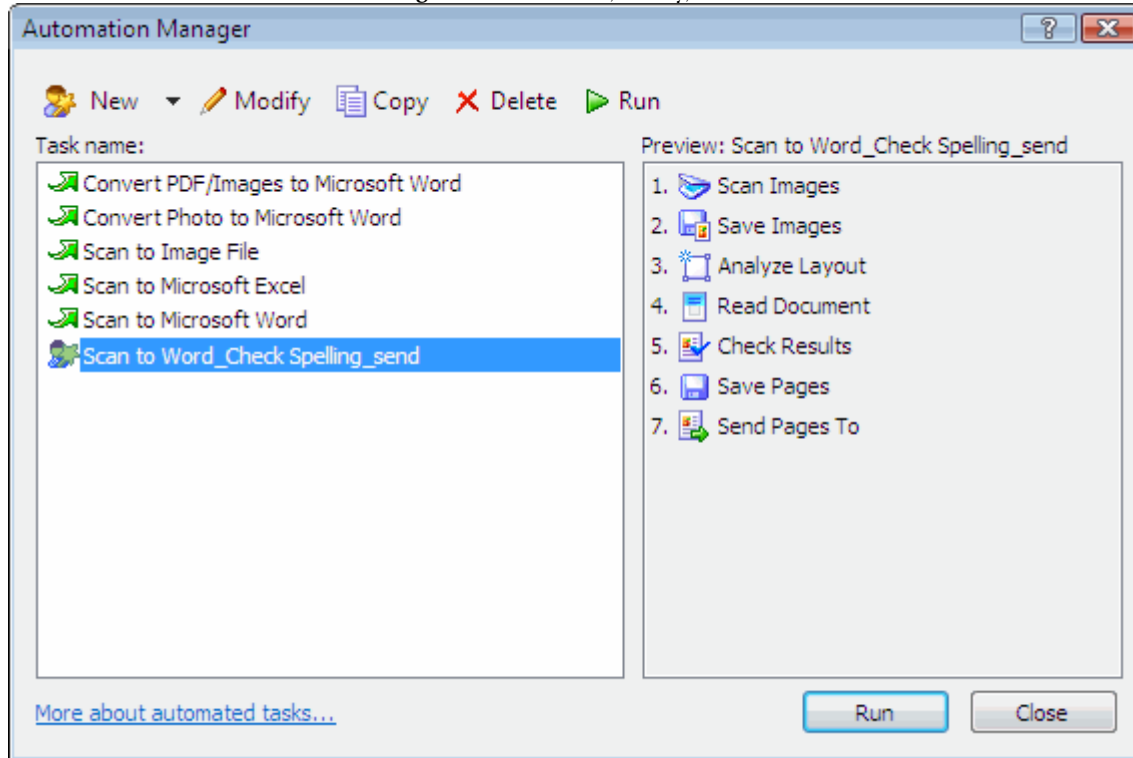 Automation Manager
New Modify Copy Delete Run
Task name:
Convert PDF/Images to Microsoft Word
Convert Photo to Microsoft Word
Scan to Image File
Scan to Microsoft Excel
Scan to Microsoft Word
Scan to Word_Check Spelling_send
Preview: Scan to Word_Check Spelling_send
1. Scan Images
2. Save Images
3. Analyze Layout
4. Read Document
5. Check Results
6. Save Pages
7. Send Pages To
More about automated tasks...
Run Close